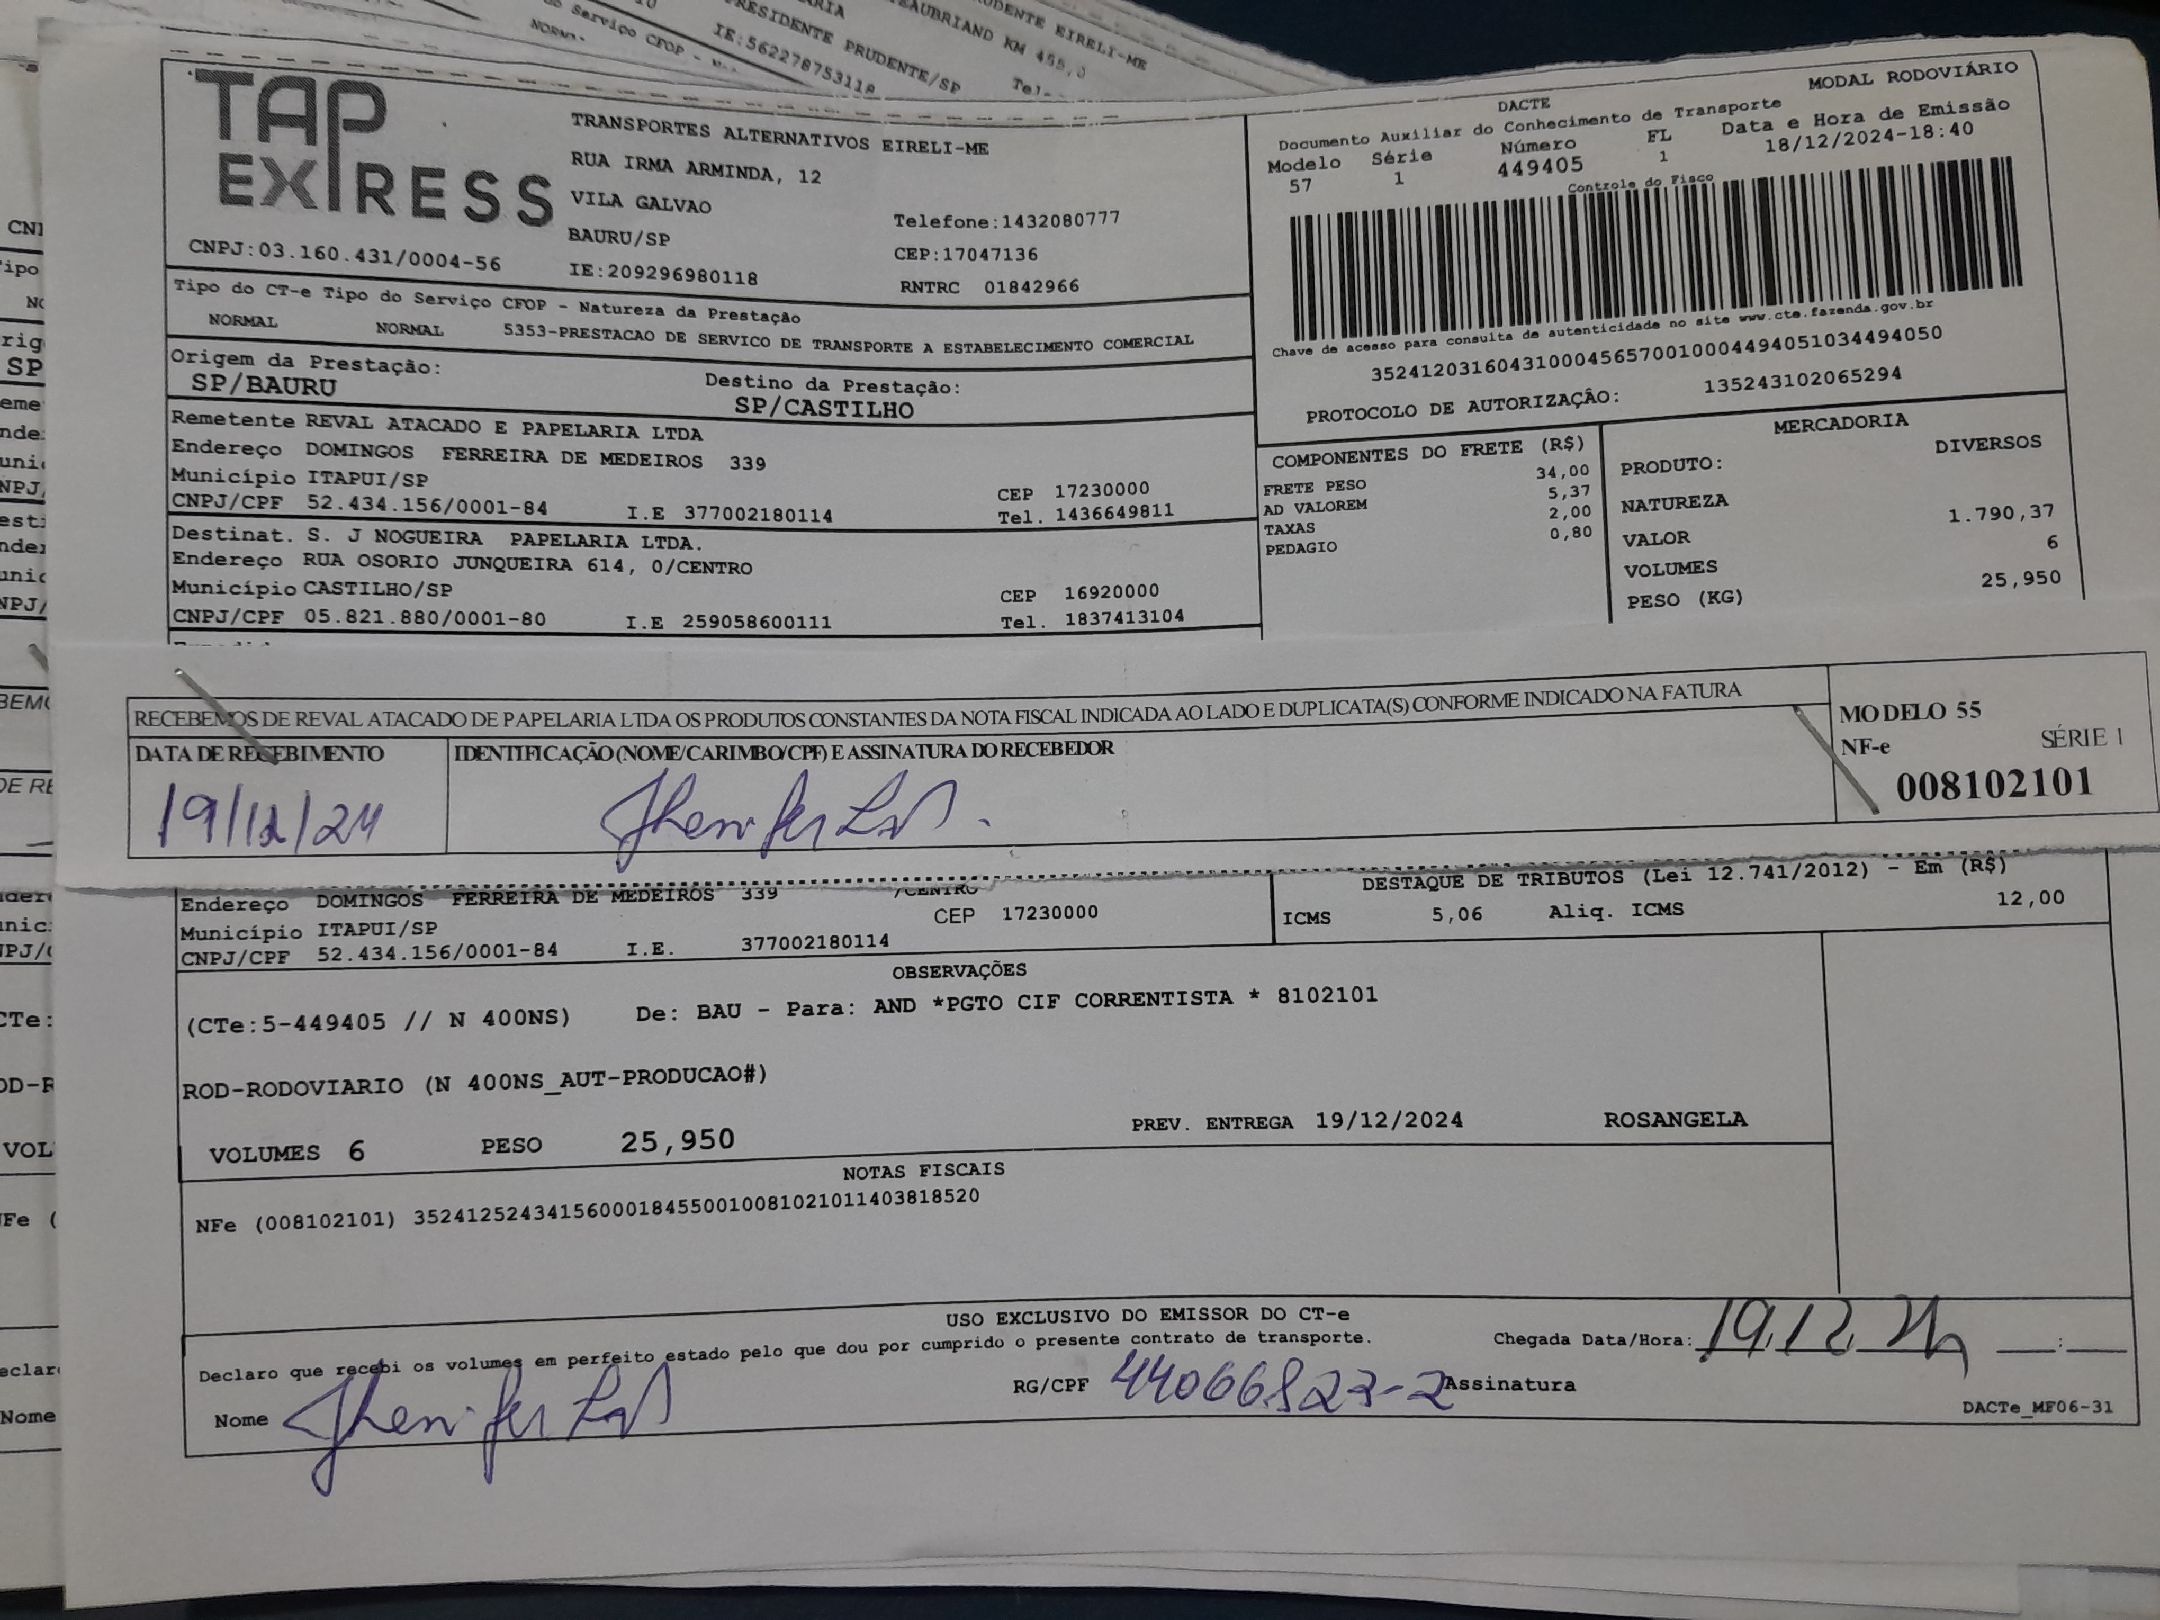 PRESIDENTE PRUDENTE/SP
IE:562278753118
TAP
EXPRESS
CNPJ:03.160.431/0004-56
TRANSPORTES ALTERNATIVOS EIRELI-ME
RUA IRMA ARMINDA, 12
VILA GALVAO
BAURU/SP
IE:209296980118
Telefone:1432080777
CEP:17047136
RNTRC 01842966
DACTE
MODAL RODOVIÁRIO
Documento Auxiliar do Conhecimento de Transporte
Modelo Série Número FL Data e Hora de Emissão
57 1 449405 1 18/12/2024-18:40
Controle do Fisco
Chave de acesso para consulta de autenticidade no site www.cte.fazenda.gov.br
35241203160431000456570010004494051034494050
PROTOCOLO DE AUTORIZAÇÂO: 135243102065294
Tipo do CT-e Tipo do Serviço CFOP - Natureza da Prestação
NORMAL NORMAL 5353-PRESTACAO DE SERVICO DE TRANSPORTE A ESTABELECIMENTO COMERCIAL
Origem da Prestação: Destino da Prestação:
SP/BAURU SP/CASTILHO
Remetente REVAL ATACADO E PAPELARIA LTDA
Endereço DOMINGOS FERREIRA DE MEDEIROS 339
Município ITAPUI/SP CEP 17230000
CNPJ/CPF 52.434.156/0001-84 I.E 377002180114 Tel. 1436649811
Destinat. S. J NOGUEIRA PAPELARIA LTDA.
Endereço RUA OSORIO JUNQUEIRA 614, 0/CENTRO
Município CASTILHO/SP CEP 16920000
CNPJ/CPF 05.821.880/0001-80 I.E 259058600111 Tel. 1837413104
COMPONENTES DO FRETE (R$)
FRETE PESO 34,00
AD VALOREM 5,37
TAXAS 2,00
PEDAGIO 0,80
MERCADORIA
PRODUTO: DIVERSOS
NATUREZA
VALOR 1.790,37
VOLUMES 6
PESO (KG) 25,950
RECEBEMOS DE REVAL ATACADO DE PAPELARIA LTDA OS PRODUTOS CONSTANTES DA NOTA FISCAL INDICADA AO LADO E DUPLICATA(S) CONFORME INDICADO NA FATURA
DATA DE RECEBIMENTO IDENTIFICAÇÃO (NOME/CARIMBO/CPF) E ASSINATURA DO RECEBEDOR
19/12/24 Jhenifer
MODELO 55
NF-e SÉRIE 1
008102101
Endereço DOMINGOS FERREIRA DE MEDEIROS 339 /CENTRO
Município ITAPUI/SP CEP 17230000
CNPJ/CPF 52.434.156/0001-84 I.E. 377002180114
DESTAQUE DE TRIBUTOS (Lei 12.741/2012) - Em (R$)
ICMS 5,06 Aliq. ICMS 12,00
OBSERVAÇÕES
(CTe:5-449405 // N 400NS) De: BAU - Para: AND *PGTO CIF CORRENTISTA * 8102101
ROD-RODOVIARIO (N 400NS_AUT-PRODUCAO#)
VOLUMES 6 PESO 25,950 PREV. ENTREGA 19/12/2024 ROSANGELA
NOTAS FISCAIS
NFe (008102101) 35241252434156000184550010081021011403818520
USO EXCLUSIVO DO EMISSOR DO CT-e
Declaro que recebi os volumes em perfeito estado pelo que dou por cumprido o presente contrato de transporte. Chegada Data/Hora: 19,12,24 :
Nome Jhenifer RG/CPF 44066823-2 Assinatura
DACTe_MF06-31